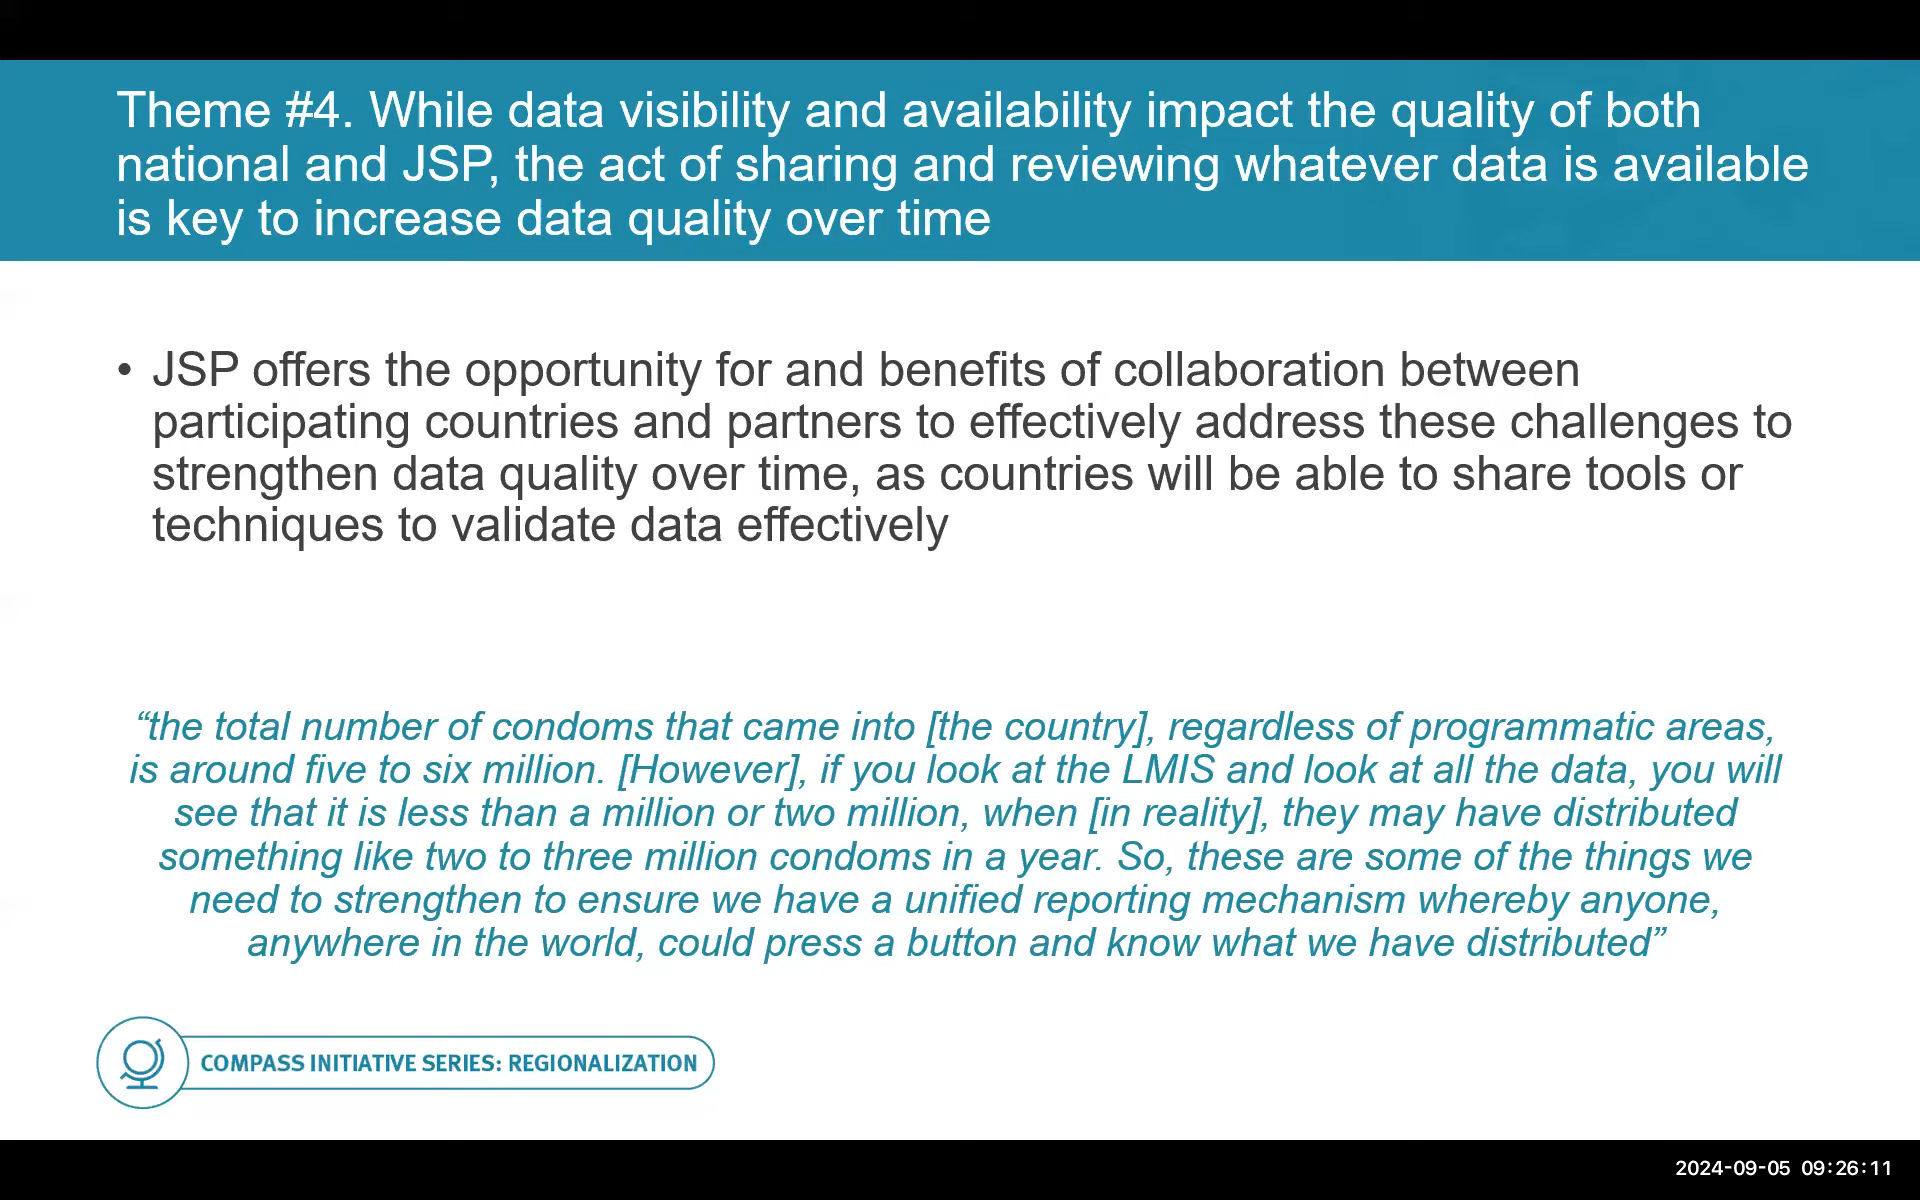 Theme #4. While data visibility and availability impact the quality of both
national and JSP, the act of sharing and reviewing whatever data is available
is key to increase data quality over time
• JSP offers the opportunity for and benefits of collaboration between
participating countries and partners to effectively address these challenges to
strengthen data quality over time, as countries will be able to share tools or
techniques to validate data effectively
“the total number of condoms that came into [the country], regardless of programmatic areas,
is around five to six million. [However], if you look at the LMIS and look at all the data, you will
see that it is less than a million or two million, when [in reality], they may have distributed
something like two to three million condoms in a year. So, these are some of the things we
need to strengthen to ensure we have a unified reporting mechanism whereby anyone,
anywhere in the world, could press a button and know what we have distributed”
COMPASS INITIATIVE SERIES: REGIONALIZATION
2024-09-05 09:26:11